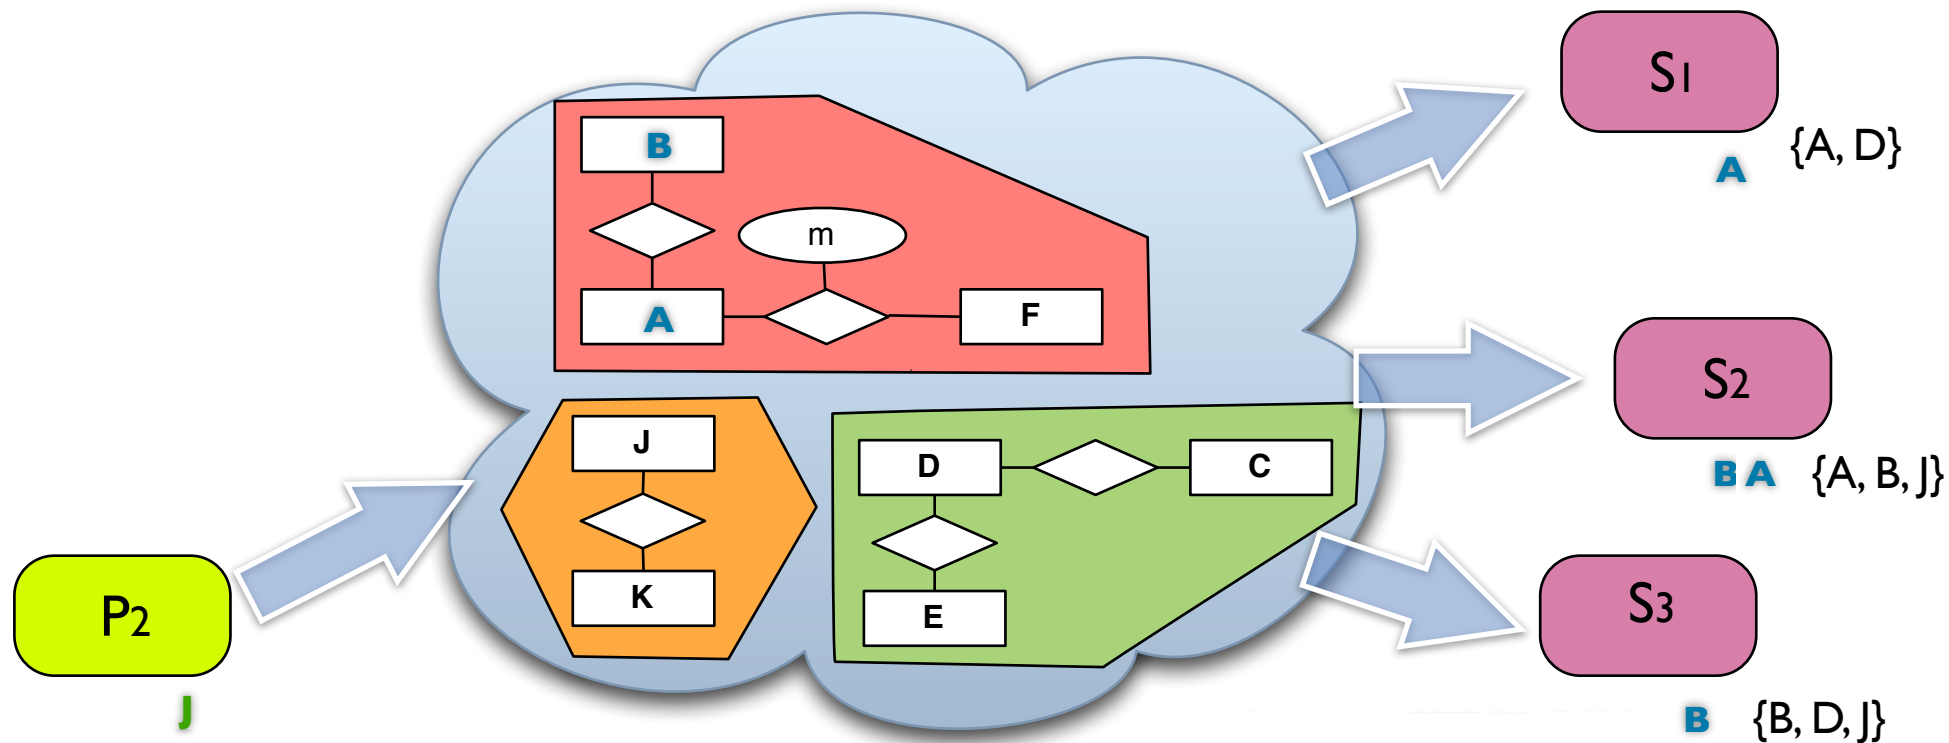 S1
{A, D}
A
B
m
A
F
S2
B A {A, B, J}
J
D
C
K
E
P2
S3
J
B {B, D, J}